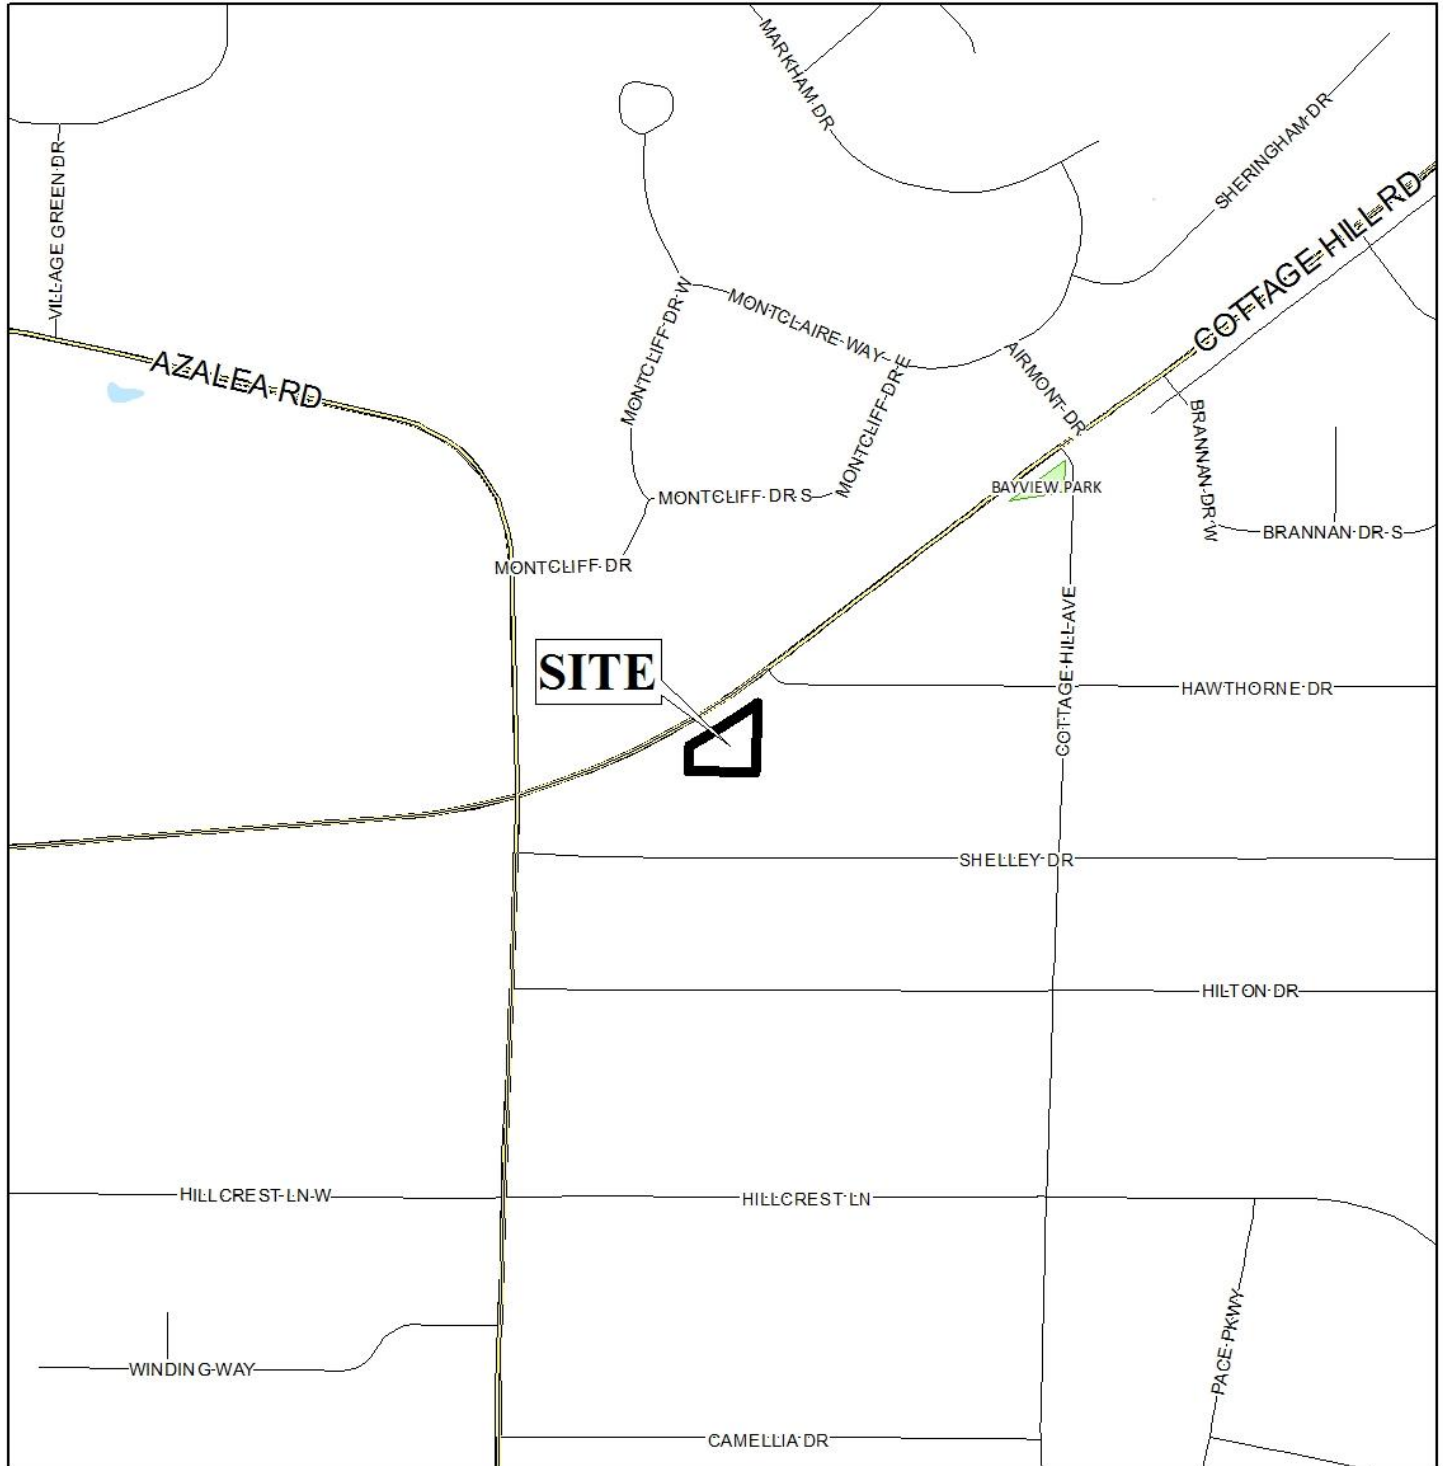 MARKHAM DR
SHERINGHAM DR
VILLAGE GREEN DR
COTTAGE HILL RD
MONTCLIFF DR W
MONTCLAIRE WAY
AZALEA RD
MONTCLIFF DR E
AIRMONT DR
BRANNAN DR W
BAYVIEW PARK
MONTCLIFF DR S
BRANNAN DR S
MONTCLIFF DR
COTTAGE HILL AVE
SITE
HAWTHORNE DR
SHELLEY DR
HILTON DR
HILLCREST LN W
HILLCREST LN
PACE PKWY
WINDING WAY
CAMELLIA DR